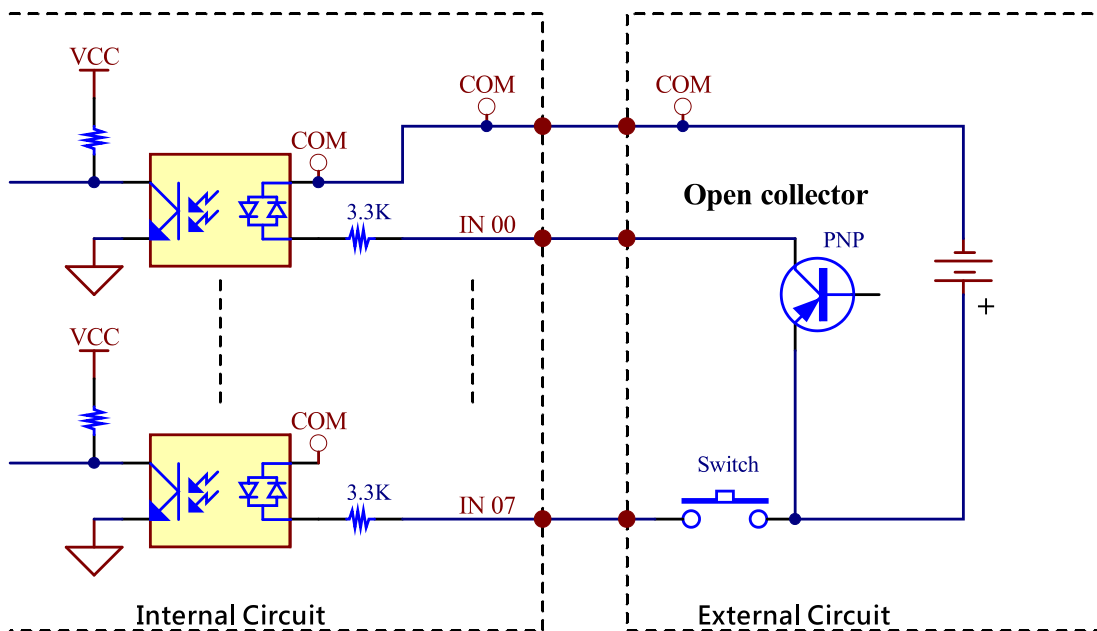 VCC
COM
COM
COM
Open collector
3.3K
IN 00
PNP
+
VCC
COM
Switch
3.3K
IN 07
Internal Circuit
External Circuit